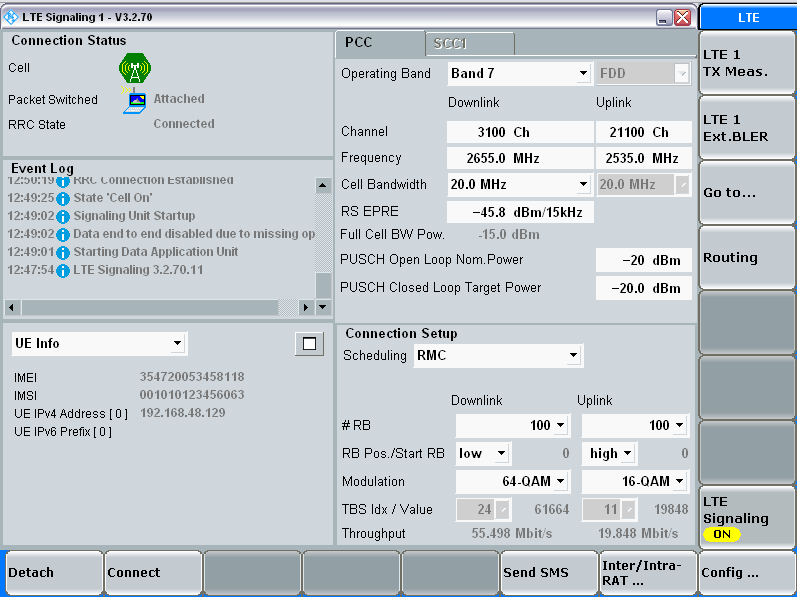 LTE Signaling 1 - V3.2.70
LTE
Connection Status
Cell
Packet Switched Attached
RRC State Connected
Event Log
12:50:19 RRC Connection Established
12:49:25 State 'Cell On'
12:49:02 Signaling Unit Startup
12:49:02 Data end to end disabled due to missing op
12:49:01 Starting Data Application Unit
12:47:54 LTE Signaling 3.2.70.11
UE Info
IMEI 354720053458118
IMSI 001010123456063
UE IPv4 Address [ 0 ] 192.168.48.129
UE IPv6 Prefix [ 0 ]
PCC SCC1
Operating Band Band 7 FDD
Downlink Uplink
Channel 3100 Ch 21100 Ch
Frequency 2655.0 MHz 2535.0 MHz
Cell Bandwidth 20.0 MHz 20.0 MHz
RS EPRE -45.8 dBm/15kHz
Full Cell BW Pow. -15.0 dBm
PUSCH Open Loop Nom.Power -20 dBm
PUSCH Closed Loop Target Power -20.0 dBm
Connection Setup
Scheduling RMC
Downlink Uplink
# RB 100 100
RB Pos./Start RB low 0 high 0
Modulation 64-QAM 16-QAM
TBS Idx / Value 24 61664 11 19848
Throughput 55.498 Mbit/s 19.848 Mbit/s
LTE 1
TX Meas.
LTE 1
Ext.BLER
Go to...
Routing
LTE
Signaling
ON
Detach
Connect
Send SMS
Inter/Intra-
RAT ...
Config ...